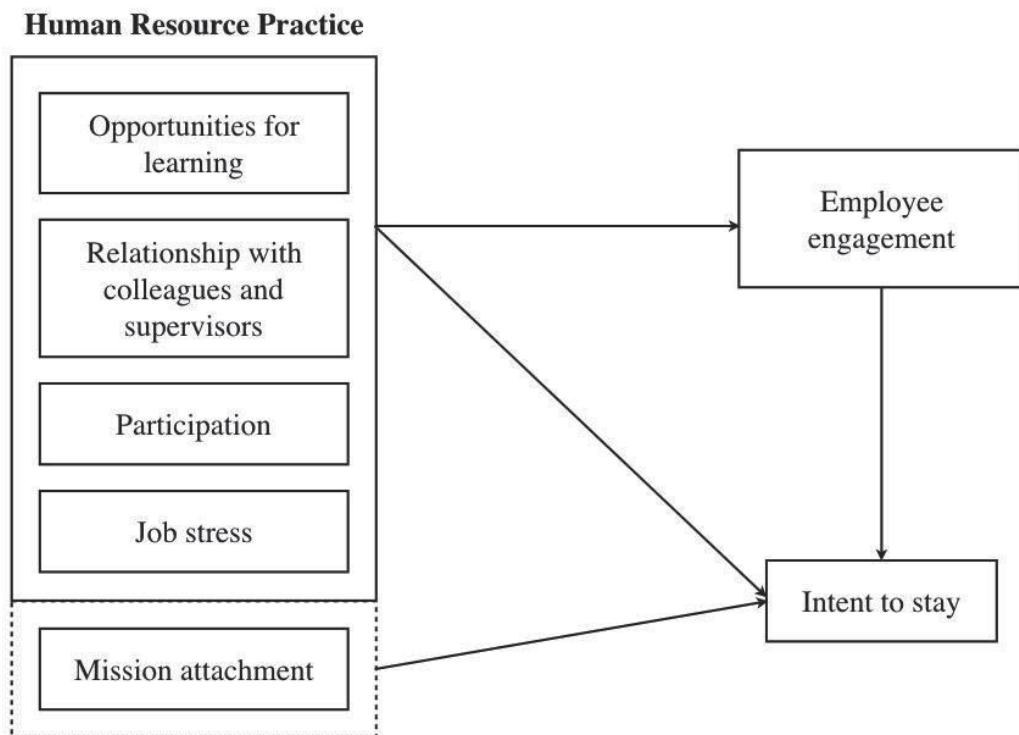 Human Resource Practice
Opportunities for
learning
Relationship with
colleagues and
supervisors
Participation
Job stress
Mission attachment
Employee
engagement
Intent to stay